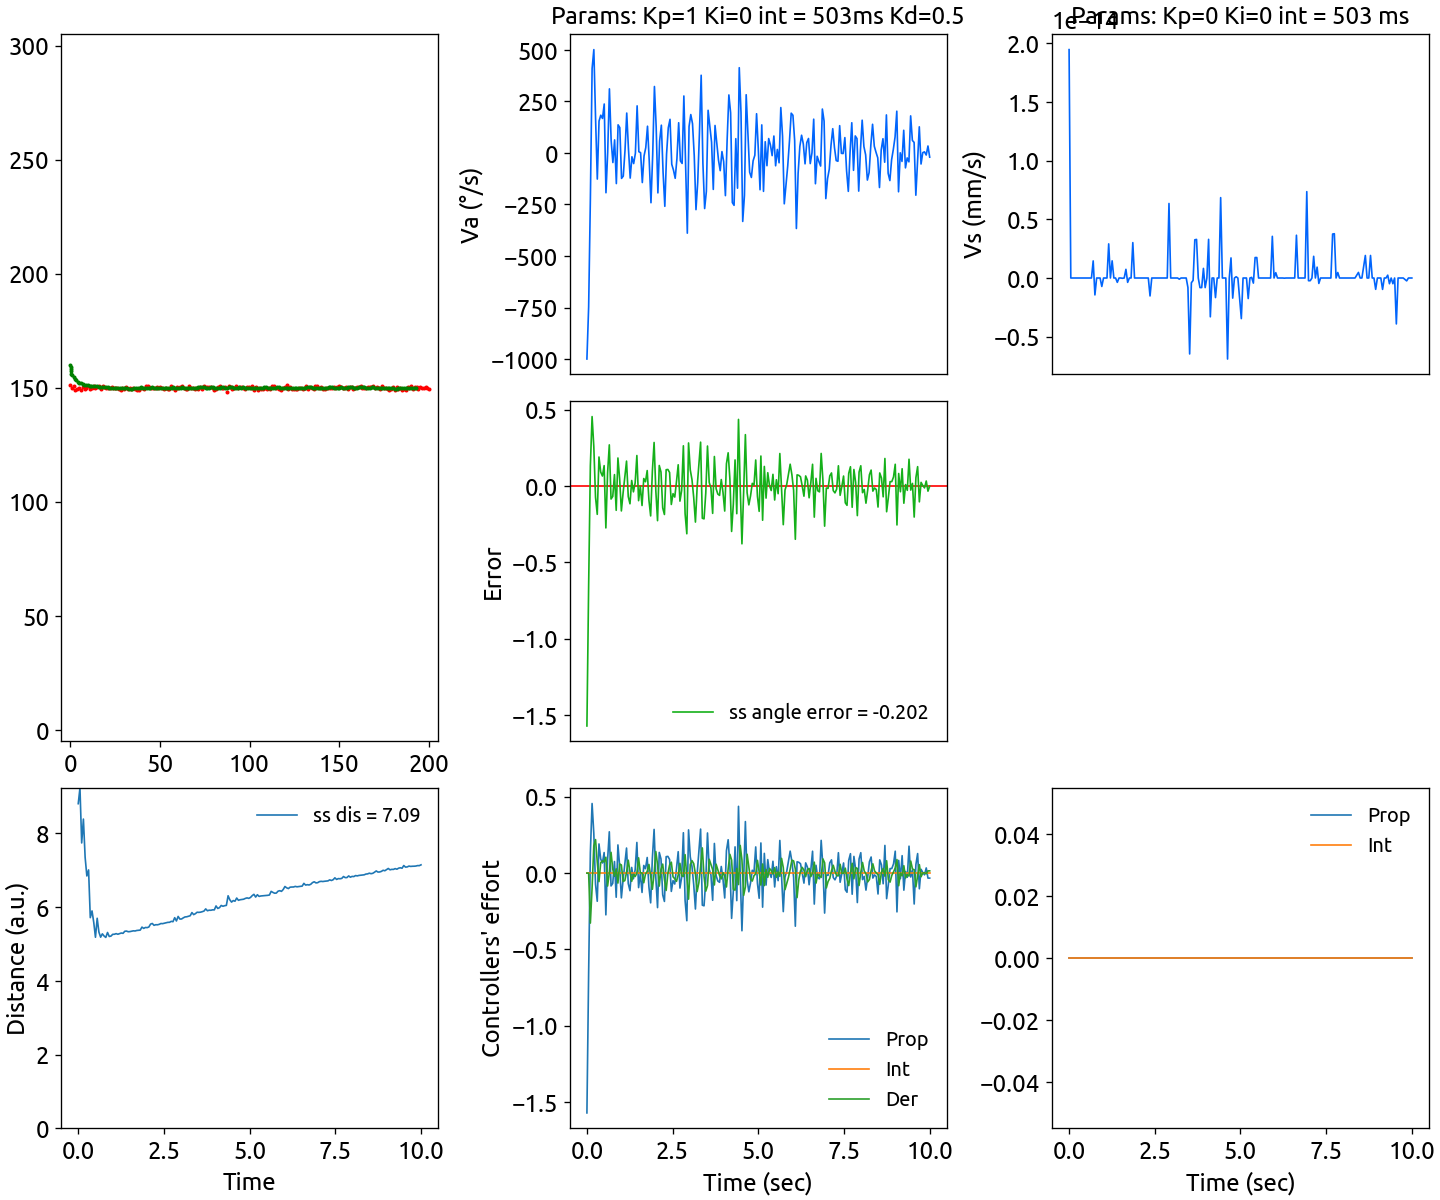 Params: Kp=1 Ki=0 int = 503ms Kd=0.5
Params: Kp=0 Ki=0 int = 503 ms
1e−14
300
250
200
150
100
50
0
0 50 100 150 200
500
250
0
−250
−500
−750
−1000
Va (°/s)
2.0
1.5
1.0
0.5
0.0
−0.5
Vs (mm/s)
0.5
0.0
−0.5
−1.0
−1.5
Error
ss angle error = -0.202
8
6
4
2
0
Distance (a.u.)
ss dis = 7.09
0.0 2.5 5.0 7.5 10.0
Time
0.5
0.0
−0.5
−1.0
−1.5
Controllers' effort
Prop
Int
Der
0.0 2.5 5.0 7.5 10.0
Time (sec)
0.04
0.02
0.00
−0.02
−0.04
Prop
Int
0.0 2.5 5.0 7.5 10.0
Time (sec)